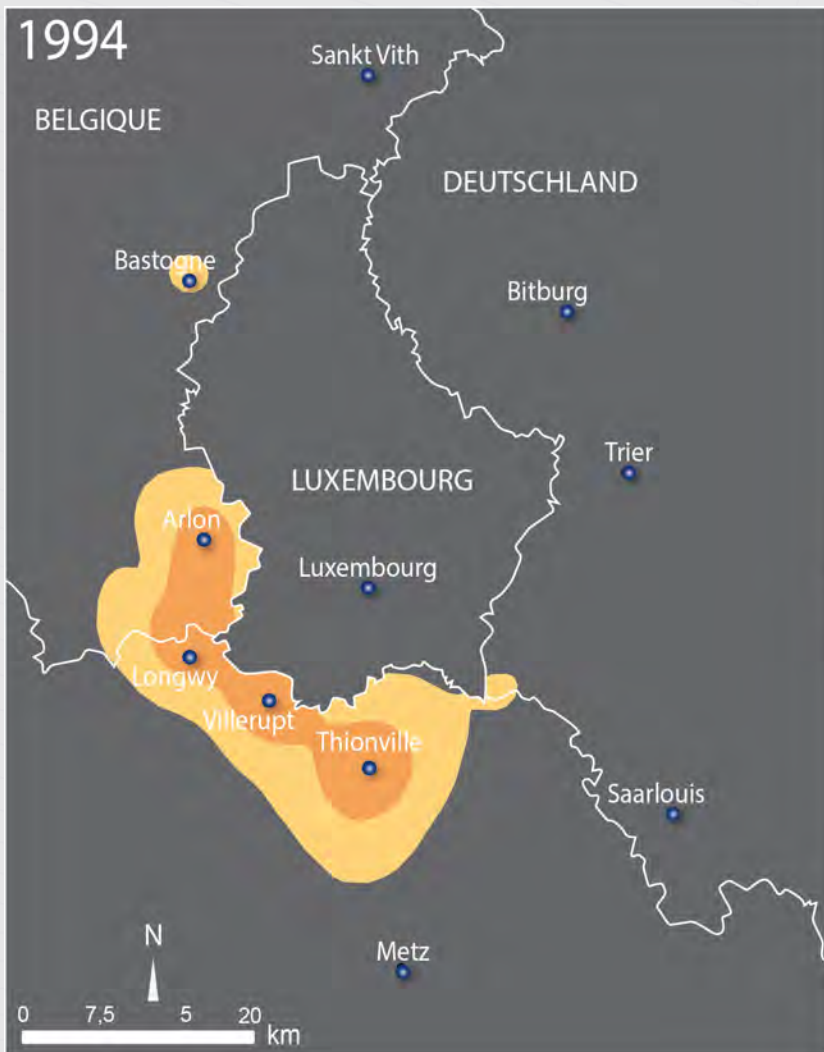 1994
Sankt Vith
BELGIQUE
DEUTSCHLAND
Bastogne
Bitburg
Trier
LUXEMBOURG
Arlon
Luxembourg
Longwy
Villerupt
Thionville
Saarlouis
N
Metz
0 7,5 5 20
km